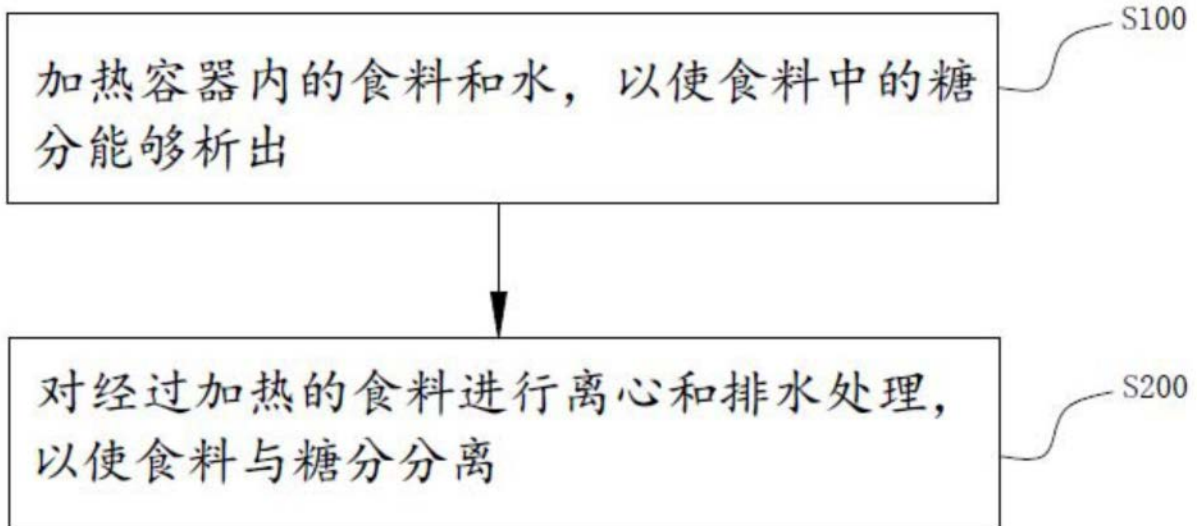 S100
加热容器内的食料和水，以使食料中的糖
分能够析出
S200
对经过加热的食料进行离心和排水处理，
以使食料与糖分分离